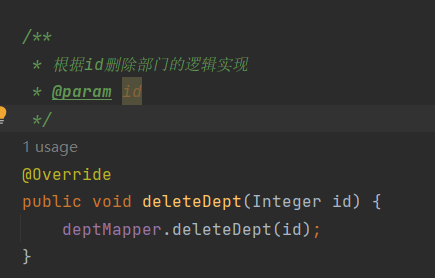 /**
* 根据id删除部门的逻辑实现
* @param id
*/
1 usage
@Override
public void deleteDept(Integer id) {
deptMapper.deleteDept(id);
}